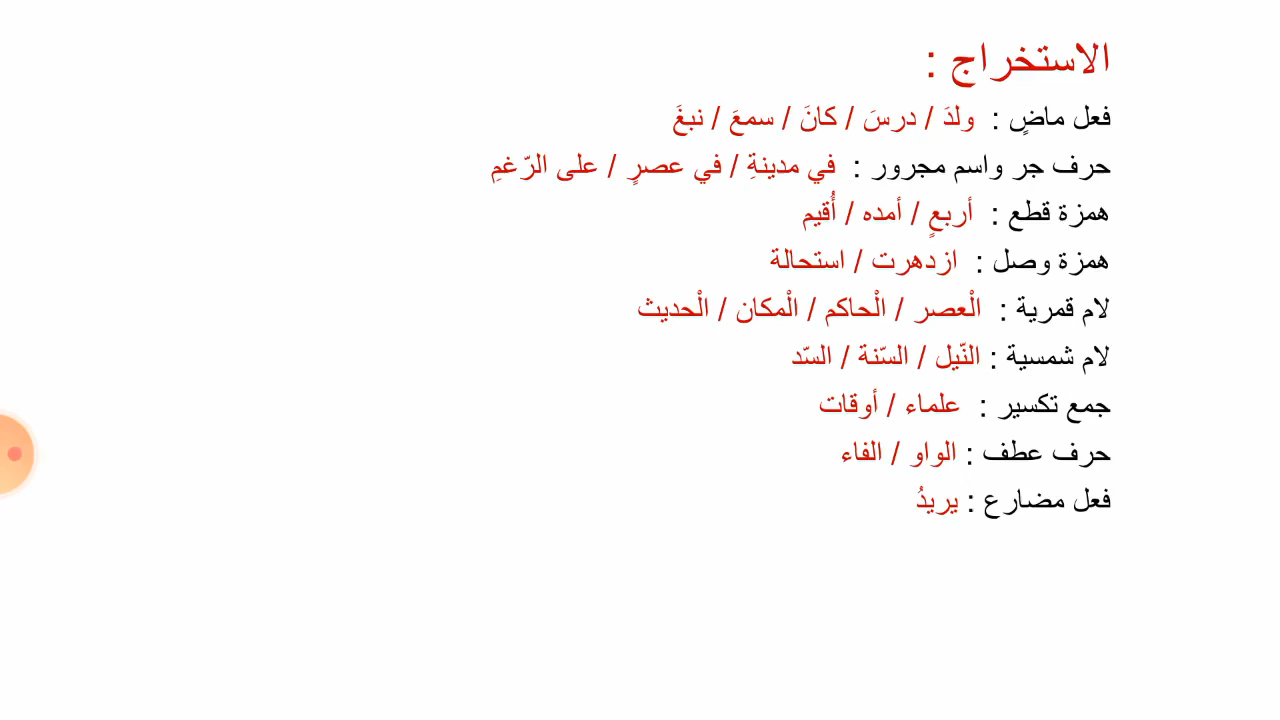 الاستخراج :
فعل ماضٍ : ولدَ / درسَ / كانَ / سمعَ / نبغَ
حرف جر واسم مجرور : في مدينةِ / في عصرٍ / على الرّغمِ
همزة قطع : أربعٍ / أمده / أُقيم
همزة وصل : ازدهرت / استحالة
لام قمرية : الْعصر / الْحاكم / الْمكان / الْحديث
لام شمسية : النّيل / السّنة / السّد
جمع تكسير : علماء / أوقات
حرف عطف : الواو / الفاء
فعل مضارع : يريدُ